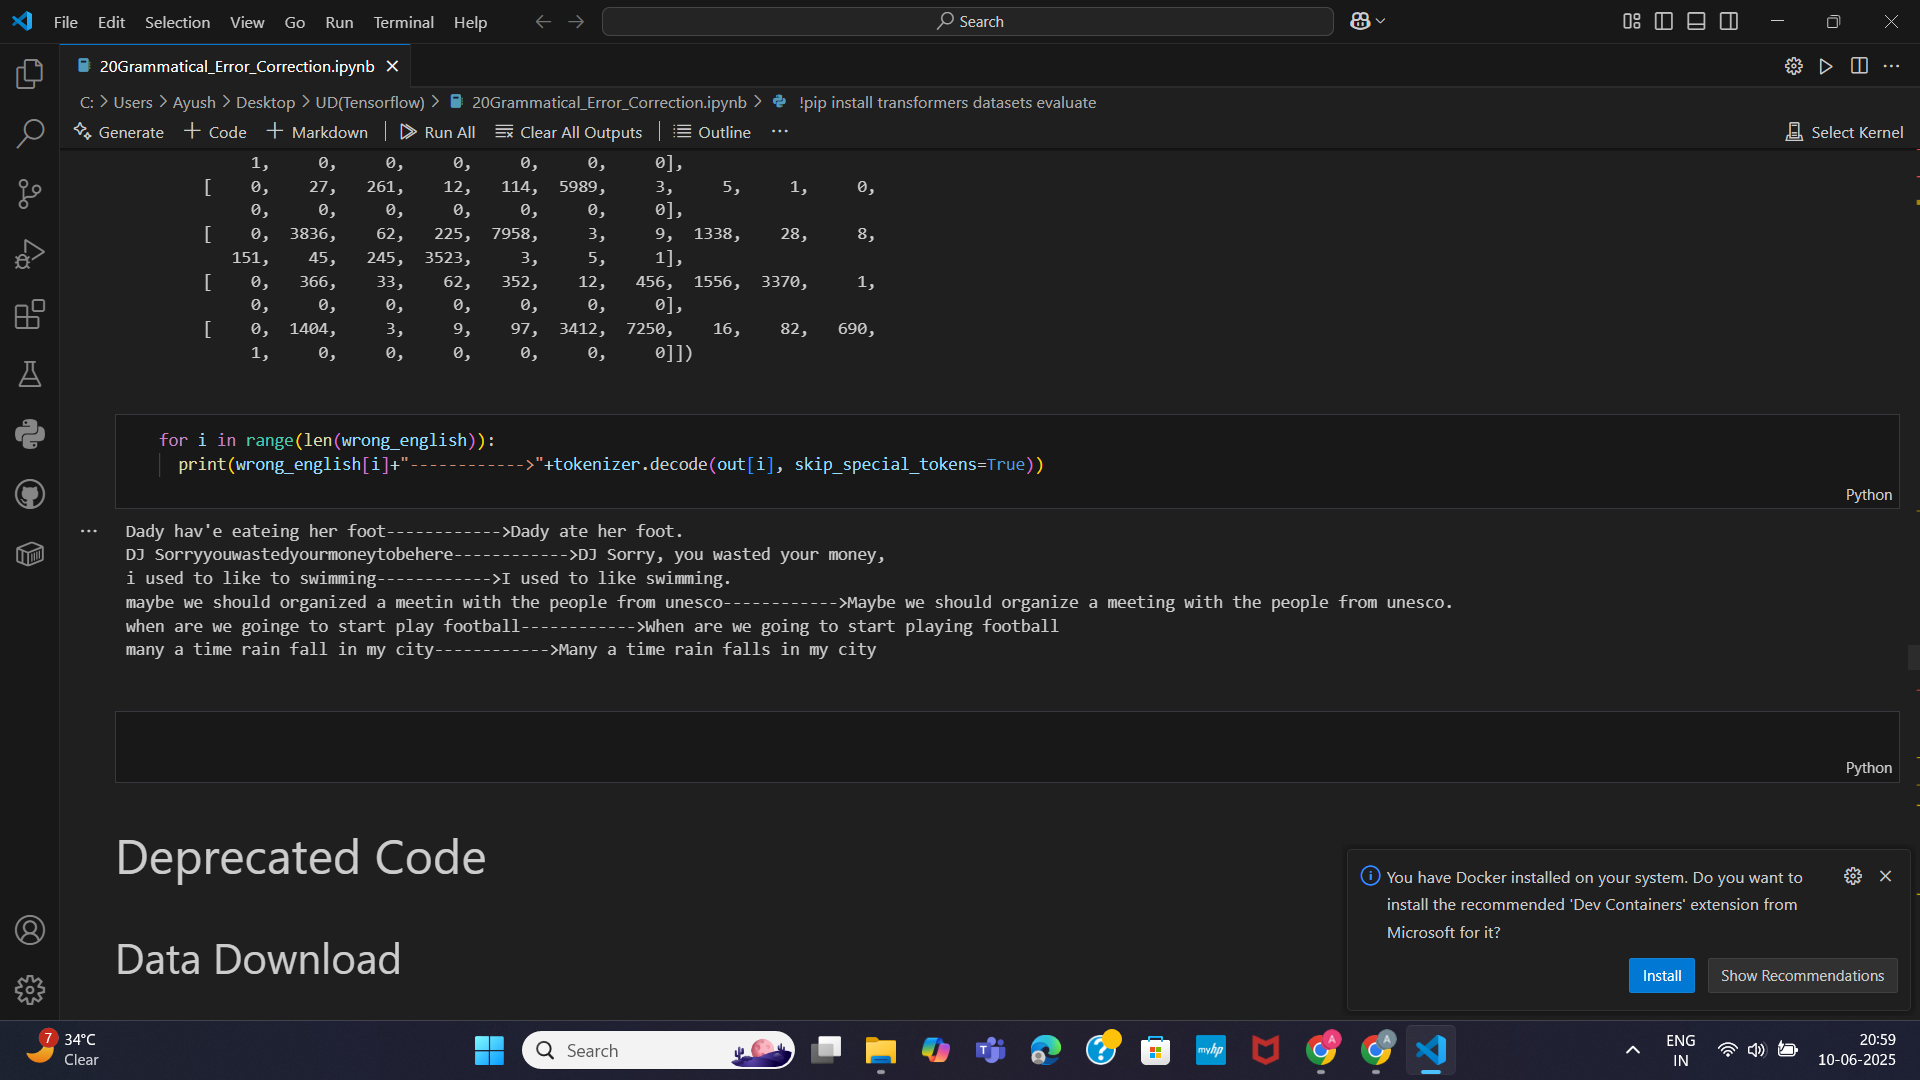 File Edit Selection View Go Run Terminal Help Search
20Grammatical_Error_Correction.ipynb
C: > Users > Ayush > Desktop > UD(Tensorflow) > 20Grammatical_Error_Correction.ipynb > !pip install transformers datasets evaluate
Generate + Code + Markdown Run All Clear All Outputs Outline ... Select Kernel
1, 0, 0, 0, 0, 0, 0],
[ 0, 27, 261, 12, 114, 5989, 3, 5, 1, 0,
0, 0, 0, 0, 0, 0, 0],
[ 0, 3836, 62, 225, 7958, 3, 9, 1338, 28, 8,
151, 45, 245, 3523, 3, 5, 1],
[ 0, 366, 33, 62, 352, 12, 456, 1556, 3370, 1,
0, 0, 0, 0, 0, 0, 0],
[ 0, 1404, 3, 9, 97, 3412, 7250, 16, 82, 690,
1, 0, 0, 0, 0, 0, 0]])
for i in range(len(wrong_english)):
print(wrong_english[i]+"------------>"+tokenizer.decode(out[i], skip_special_tokens=True))
Python
... Dady hav'e eateing her foot------------>Dady ate her foot.
DJ Sorryyouwastedyourmoneytobehere------------>DJ Sorry, you wasted your money,
i used to like to swimming------------>I used to like swimming.
maybe we should organized a meetin with the people from unesco------------>Maybe we should organize a meeting with the people from unesco.
when are we goinge to start play football------------>When are we going to start playing football
many a time rain fall in my city------------>Many a time rain falls in my city
Python
Deprecated Code
Data Download
You have Docker installed on your system. Do you want to
install the recommended 'Dev Containers' extension from
Microsoft for it?
Install Show Recommendations
7 34°C
Clear
Search
myhp
A
A
ENG
IN
20:59
10-06-2025